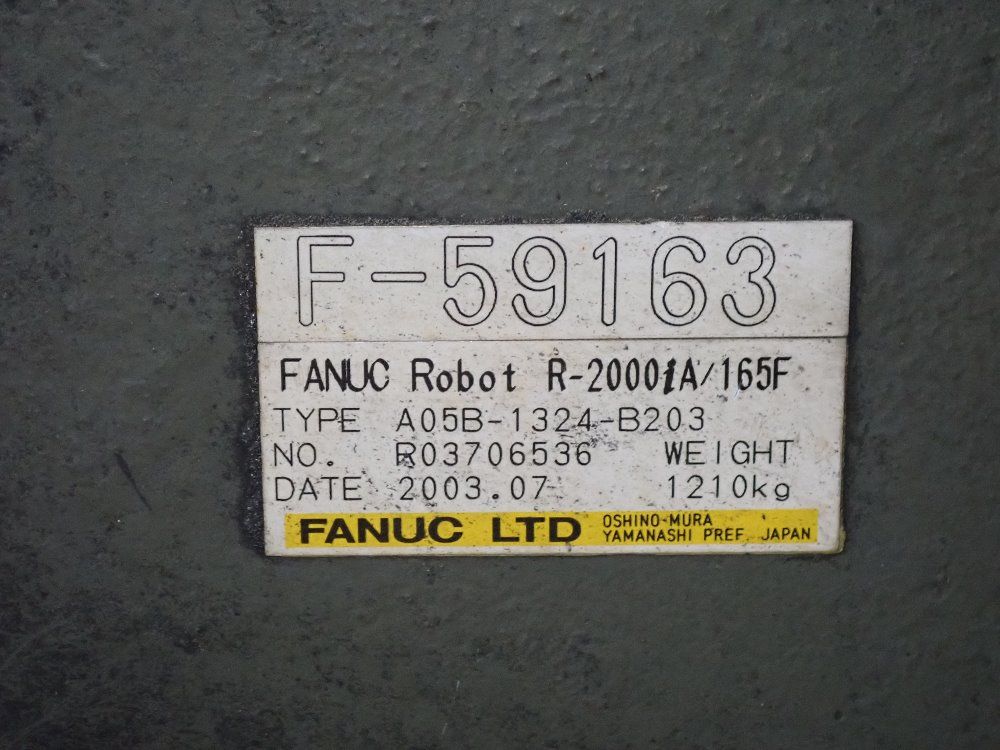 F-59163
FANUC Robot R-2000iA/165F
TYPE A05B-1324-B203
NO. R03706536 WEIGHT
DATE 2003.07 1210kg
FANUC LTD OSHINO-MURA
YAMANASHI PREF. JAPAN